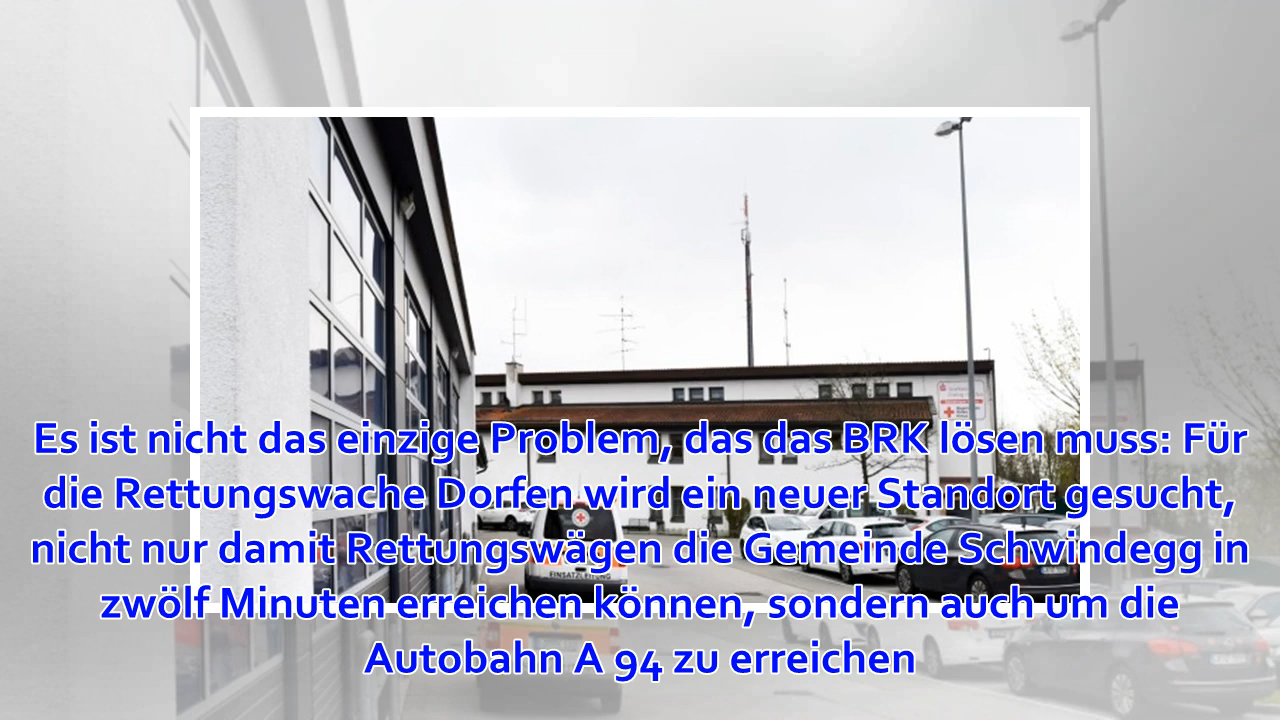 Es ist nicht das einzige Problem, das das BRK lösen muss: Für
die Rettungswache Dorfen wird ein neuer Standort gesucht,
nicht nur damit Rettungswägen die Gemeinde Schwindegg in
zwölf Minuten erreichen können, sondern auch um die
Autobahn A 94 zu erreichen
EINSATZLEITUNG